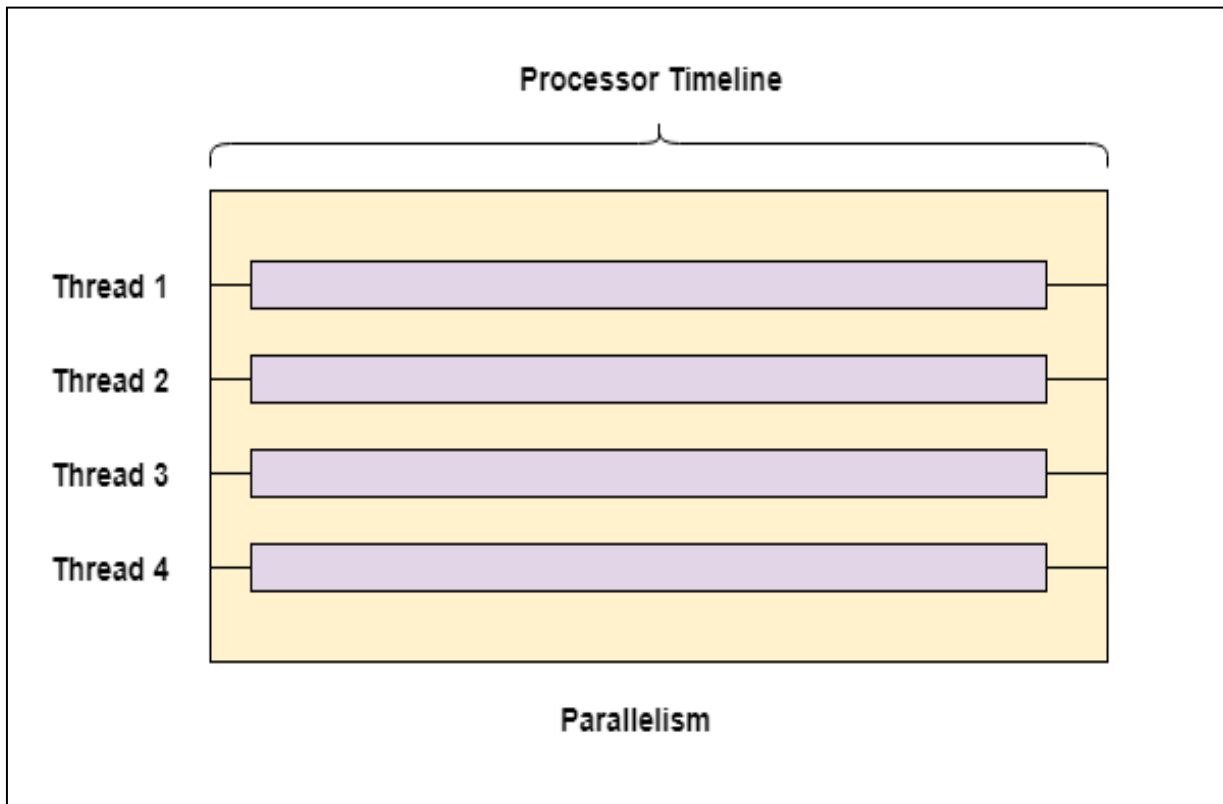 Processor Timeline
Thread 1
Thread 2
Thread 3
Thread 4
Parallelism